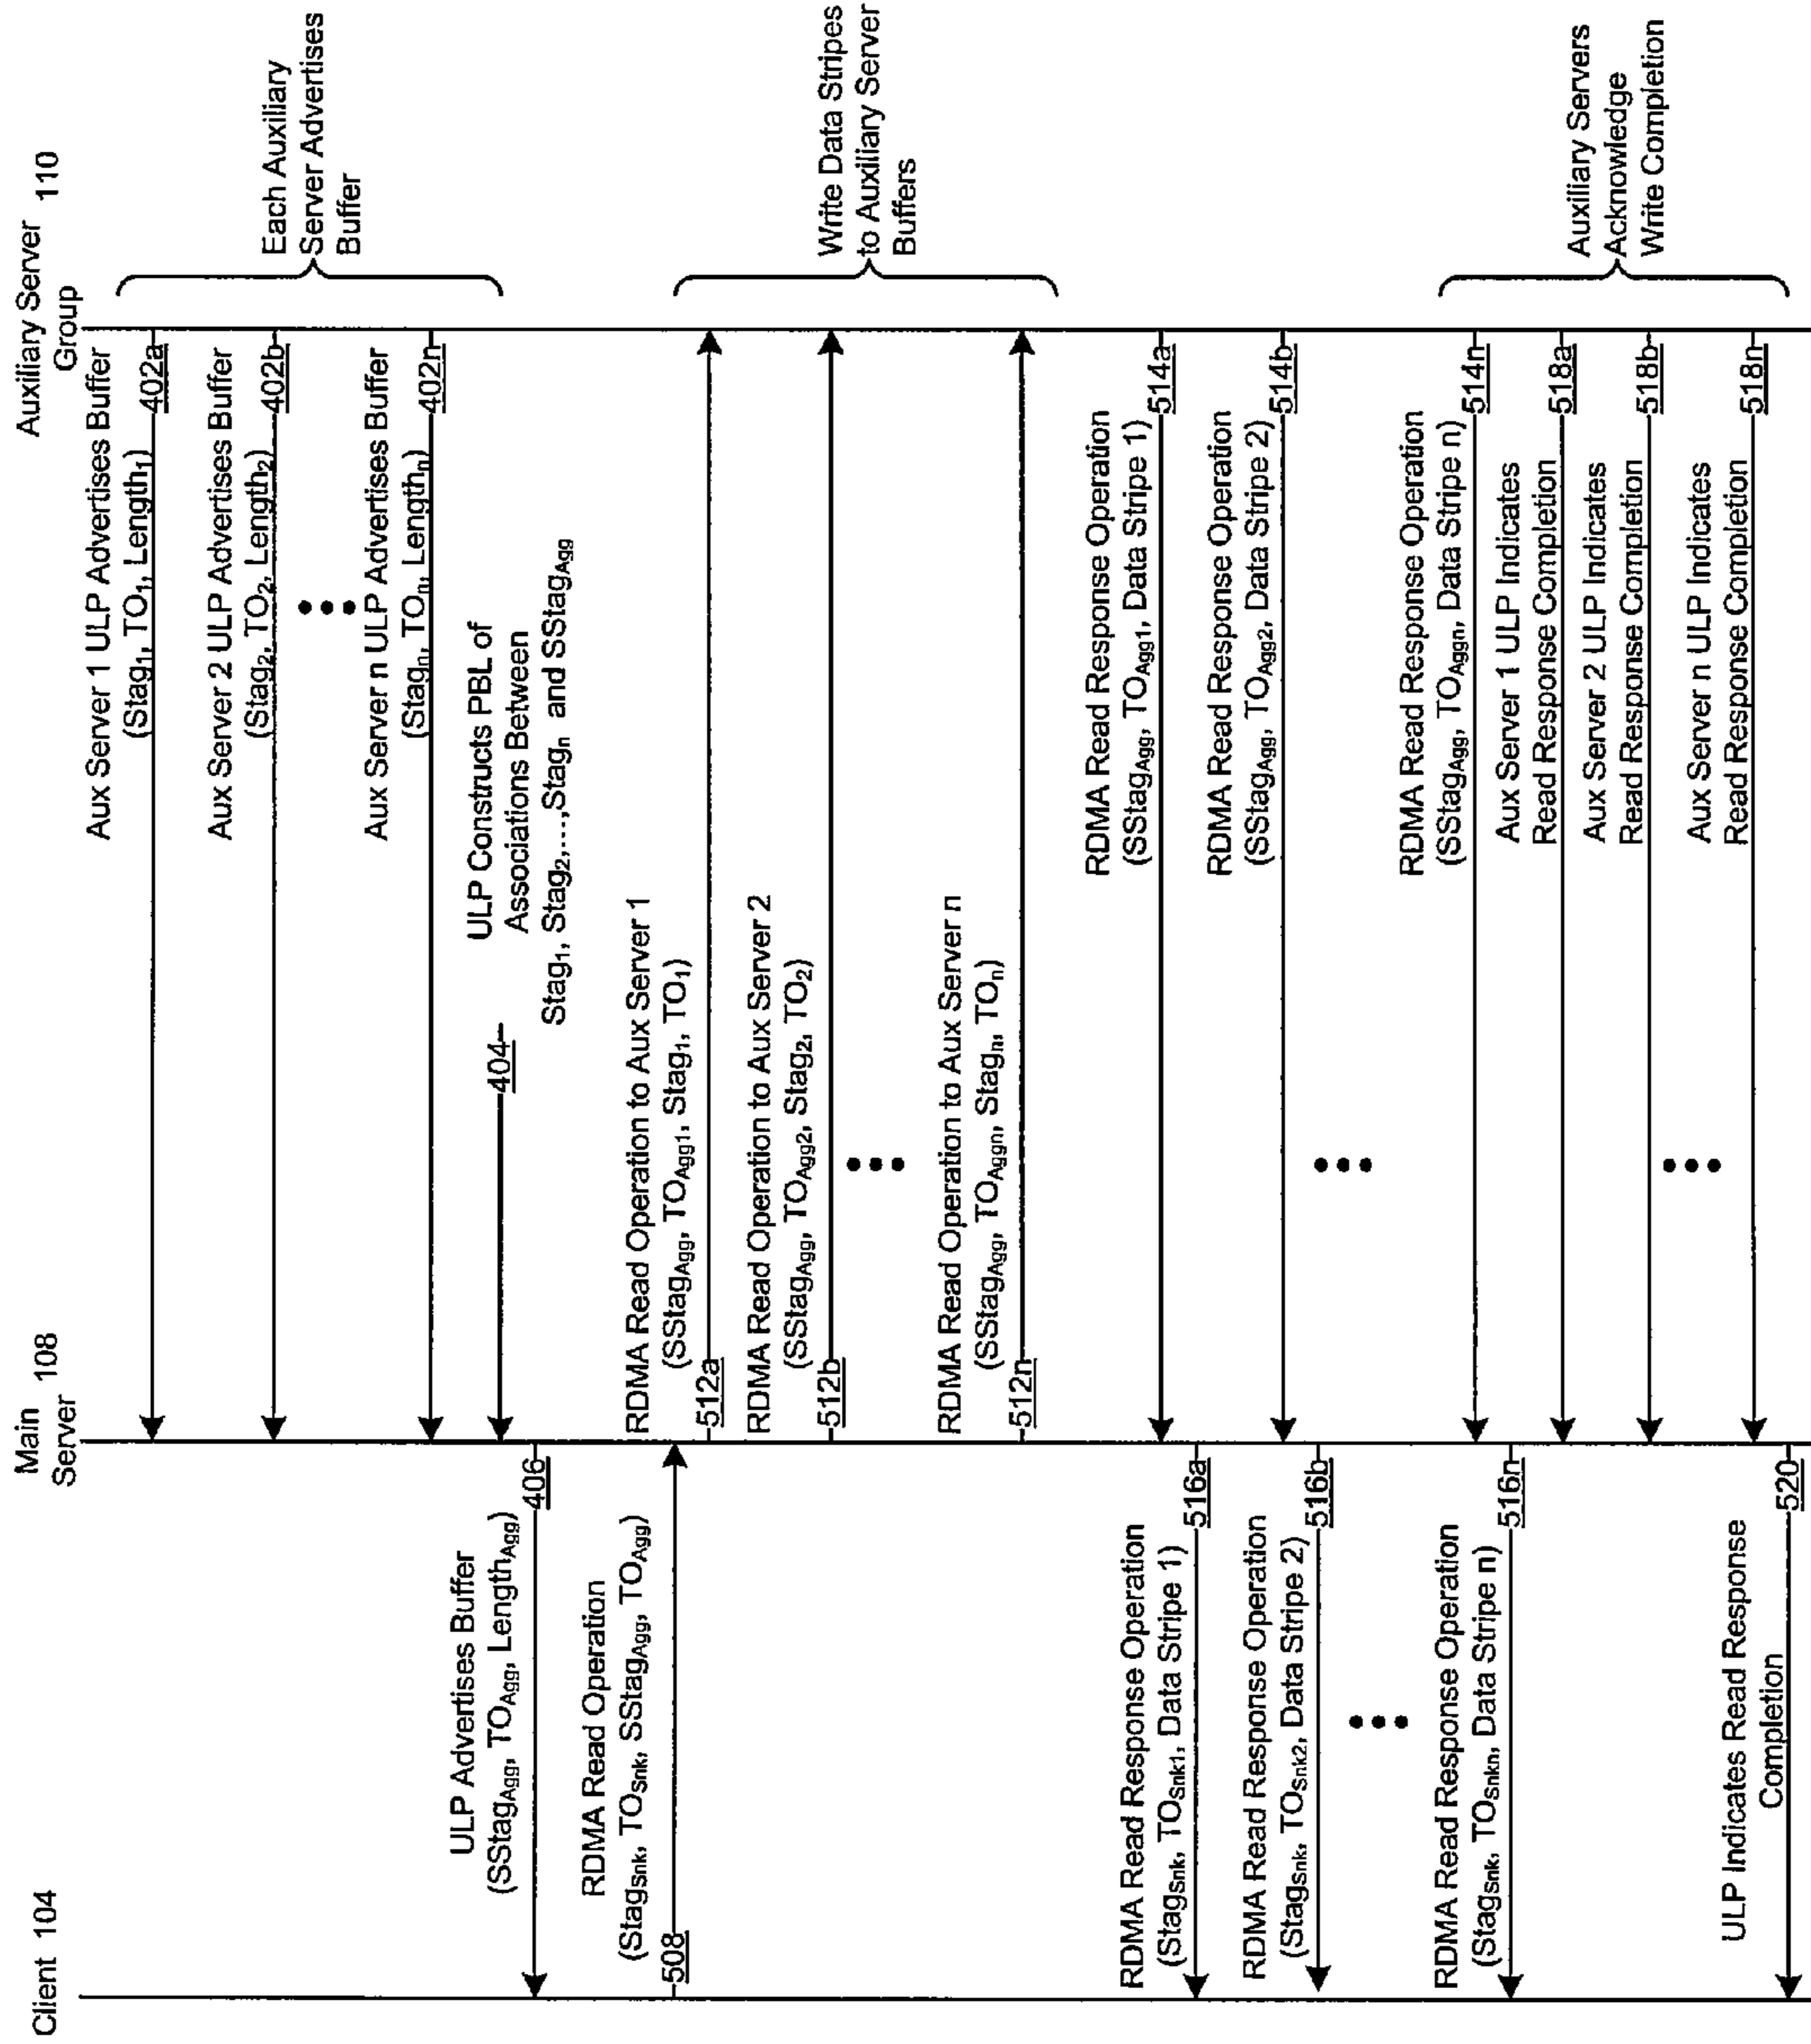 Client 104
Main
Server 108
Auxiliary Server
Group 110
Aux Server 1 ULP Advertises Buffer
(Stag1, TO1, Length1)
402a
Aux Server 2 ULP Advertises Buffer
(Stag2, TO2, Length2)
402b
Aux Server n ULP Advertises Buffer
(Stagn, TOn, Lengthn)
402n
Each Auxiliary
Server Advertises
Buffer
ULP Constructs PBL of
Associations Between
Stag1, Stag2,...,Stagn and SStagAgg
404
ULP Advertises Buffer
(SStagAgg, TOAgg, LengthAgg)
406
RDMA Read Operation
(StagSnk, TOSnk, SStagAgg, TOAgg)
508
RDMA Read Operation to Aux Server 1
(SStagAgg, TOAgg1, Stag1, TO1)
512a
RDMA Read Operation to Aux Server 2
(SStagAgg, TOAgg2, Stag2, TO2)
512b
RDMA Read Operation to Aux Server n
(SStagAgg, TOAggn, Stagn, TOn)
512n
Write Data Stripes
to Auxiliary Server
Buffers
RDMA Read Response Operation
(SStagAgg, TOAgg1, Data Stripe 1)
514a
RDMA Read Response Operation
(StagSnk, TOSnk1, Data Stripe 1)
516a
RDMA Read Response Operation
(SStagAgg, TOAgg2, Data Stripe 2)
514b
RDMA Read Response Operation
(StagSnk, TOSnk2, Data Stripe 2)
516b
RDMA Read Response Operation
(SStagAgg, TOAggn, Data Stripe n)
514n
RDMA Read Response Operation
(StagSnk, TOSnkn, Data Stripe n)
516n
Aux Server 1 ULP Indicates
Read Response Completion
518a
Aux Server 2 ULP Indicates
Read Response Completion
518b
Aux Server n ULP Indicates
Read Response Completion
518n
Auxiliary Servers
Acknowledge
Write Completion
ULP Indicates Read Response
Completion
520